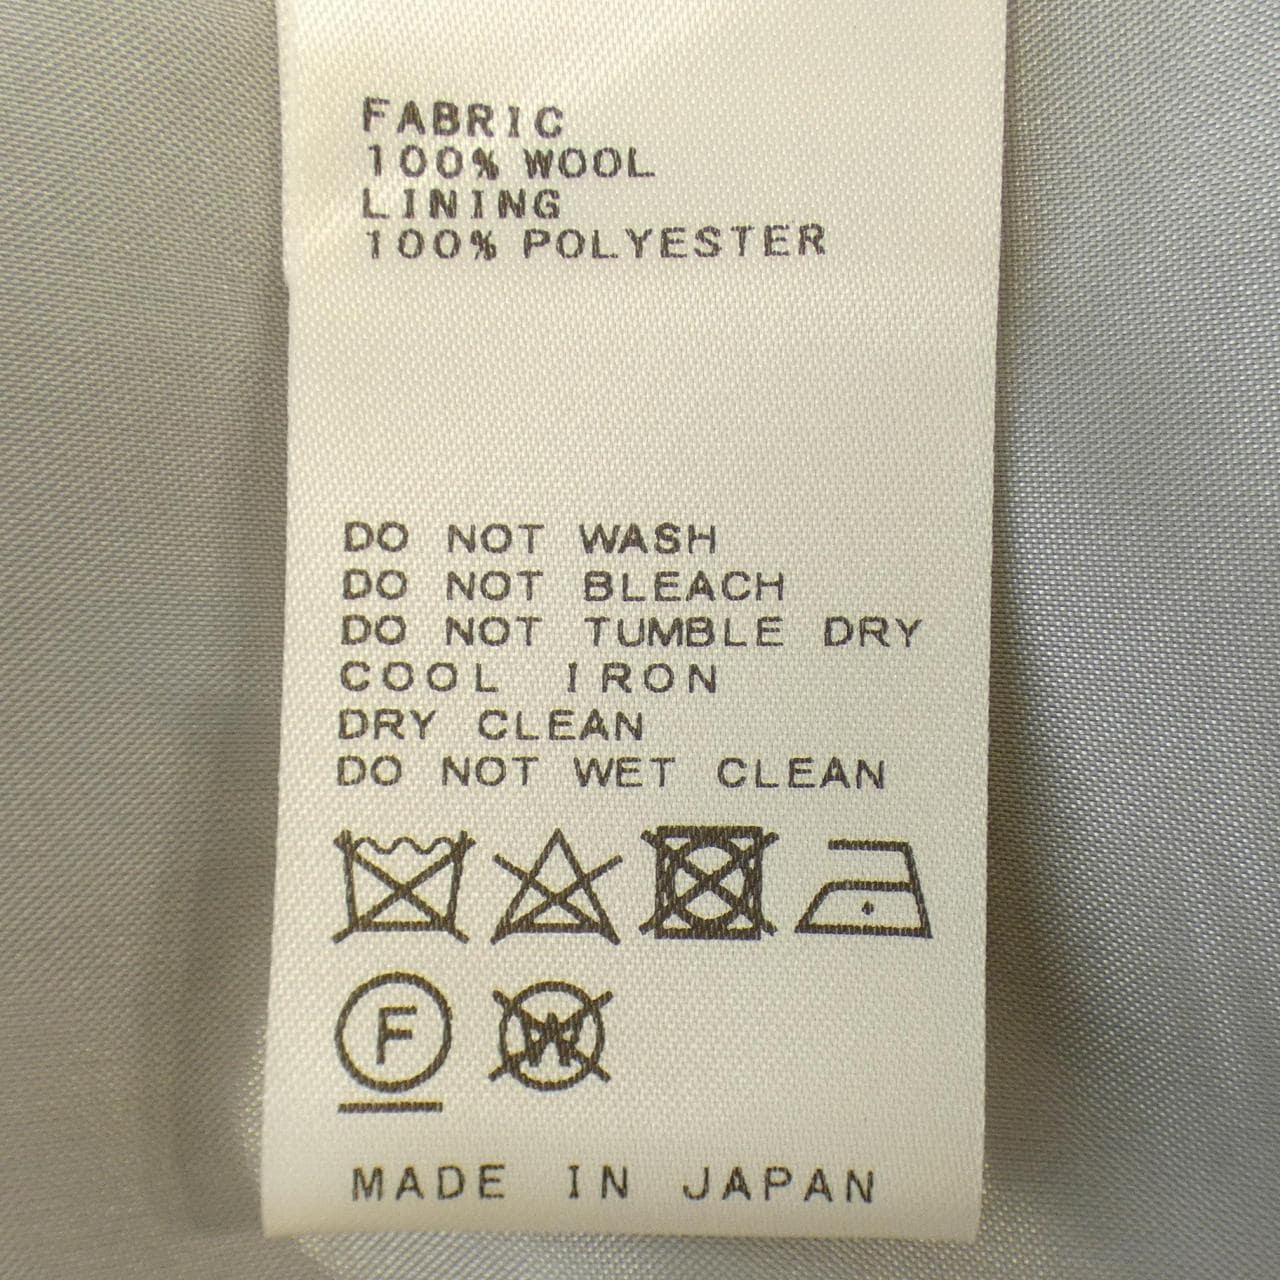 FABRIC
100% WOOL
LINING
100% POLYESTER
DO NOT WASH
DO NOT BLEACH
DO NOT TUMBLE DRY
COOL IRON
DRY CLEAN
DO NOT WET CLEAN
F W
MADE IN JAPAN